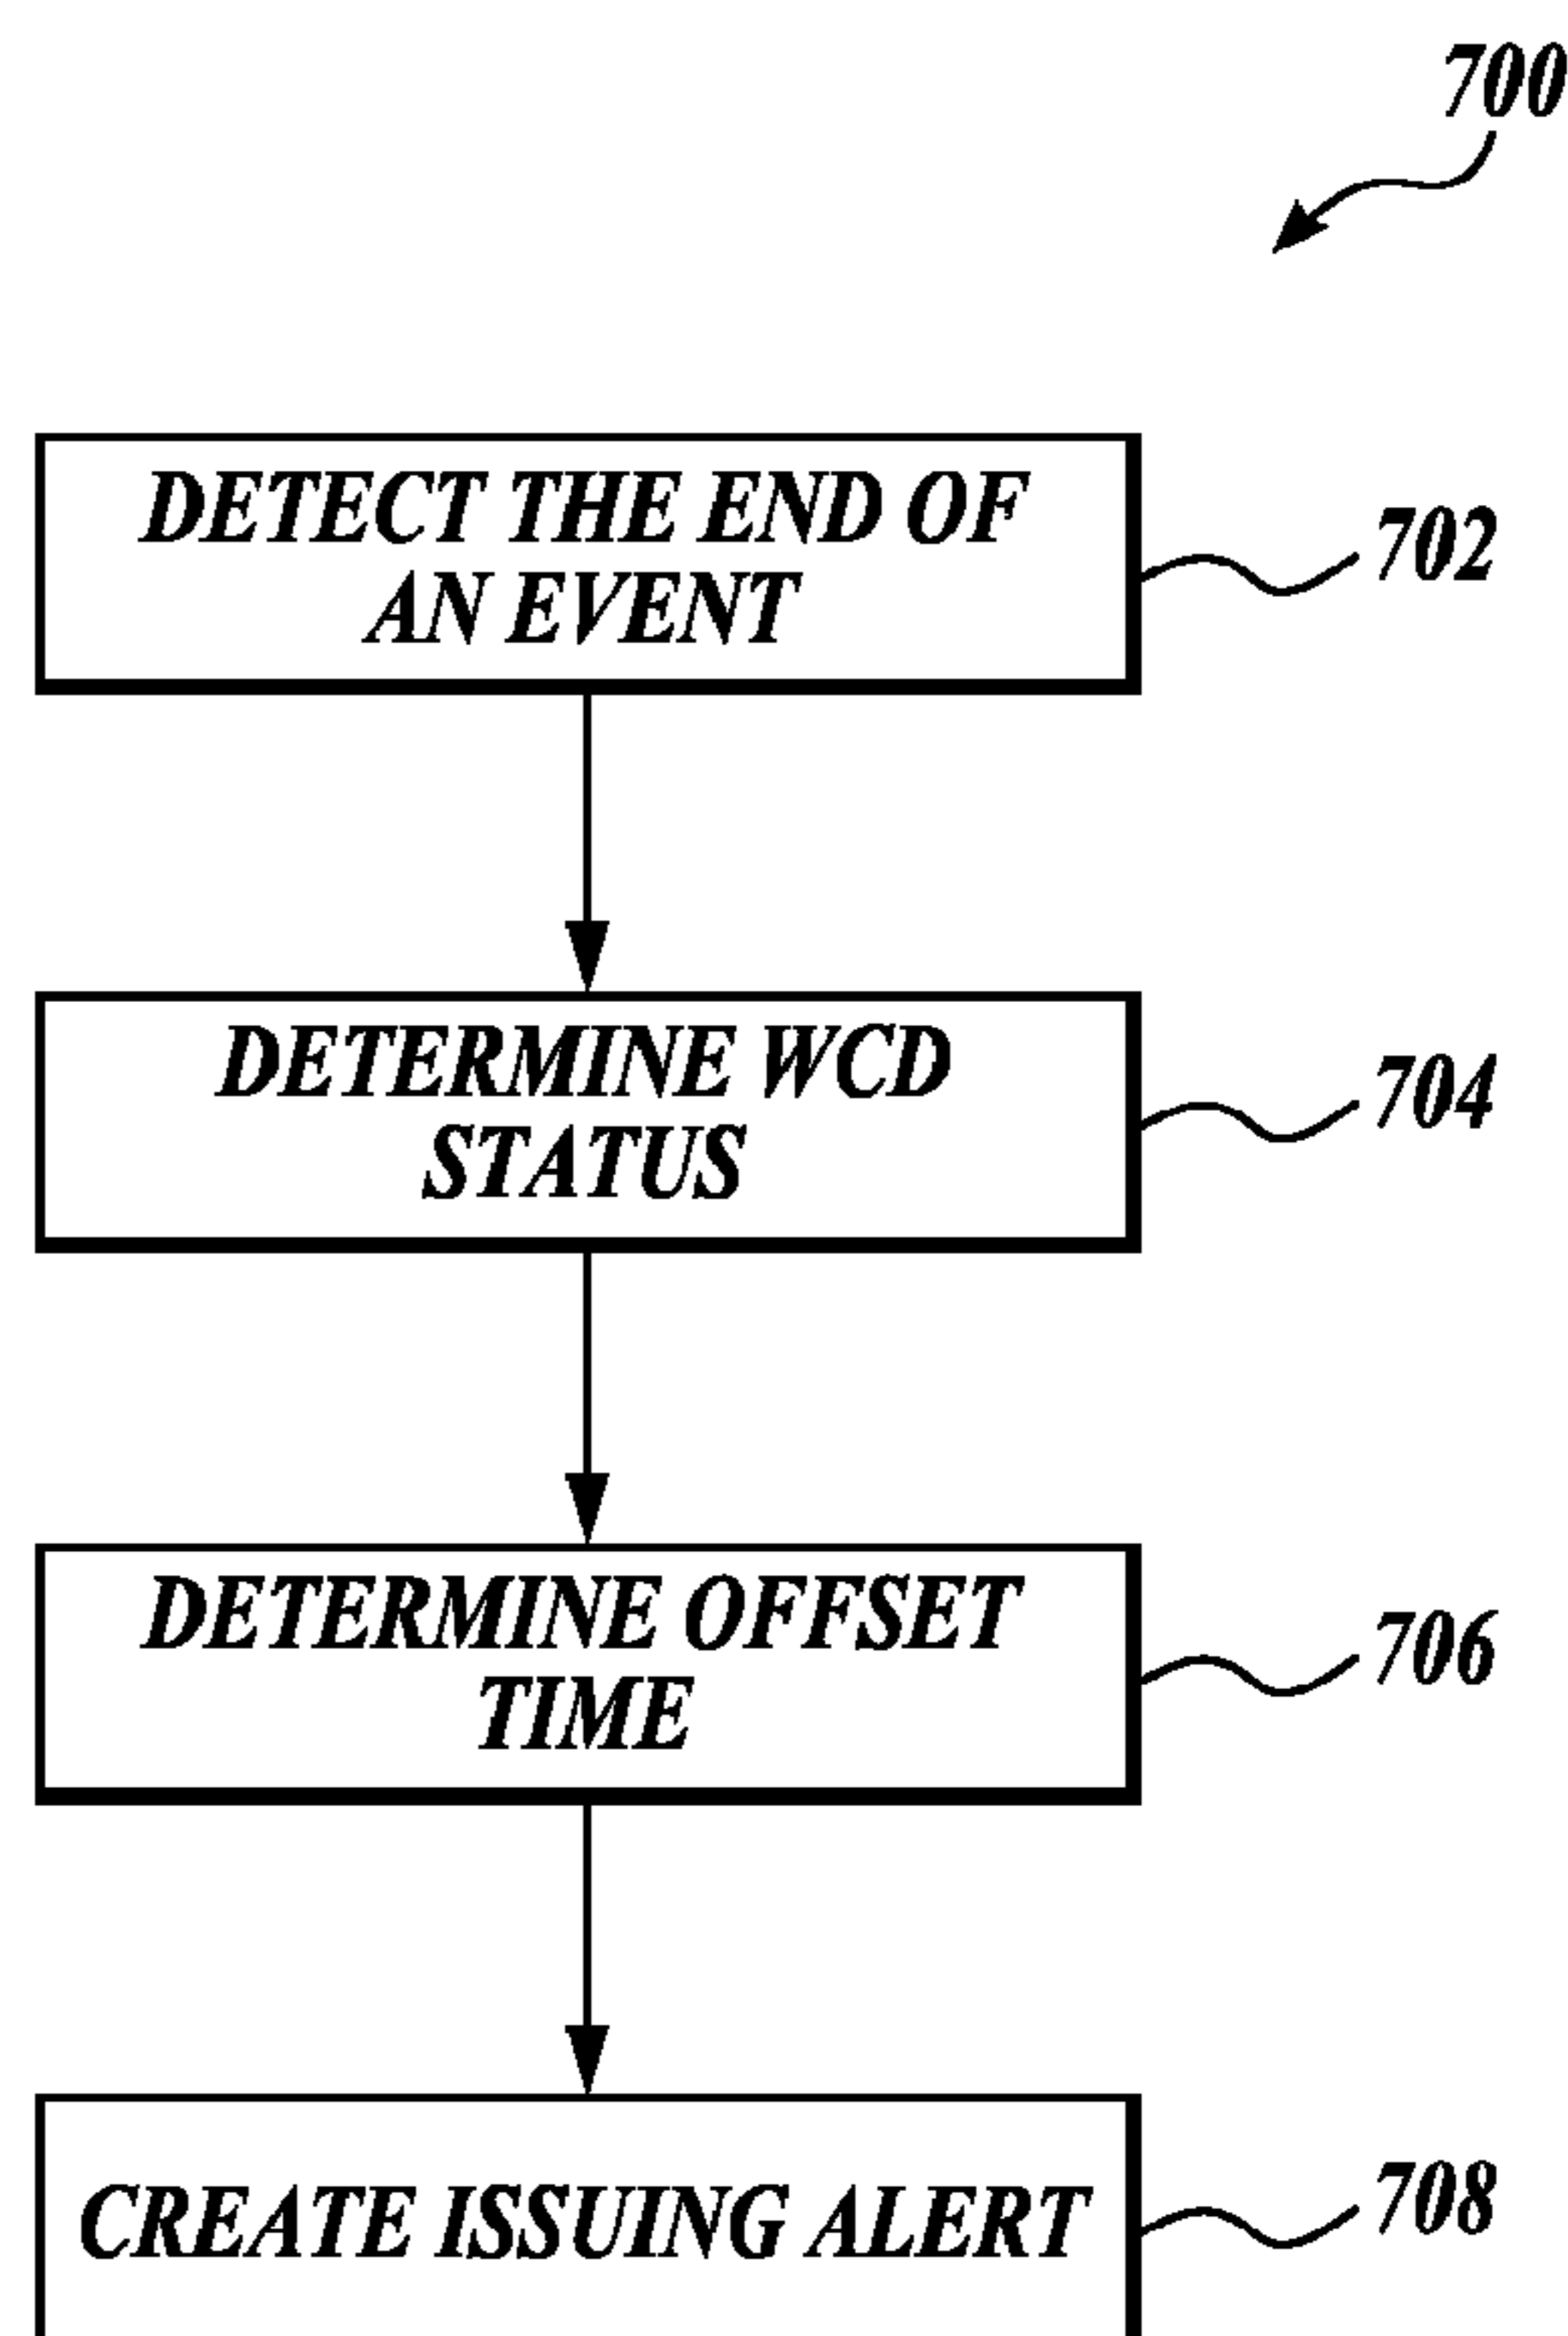 700
DETECT THE END OF
AN EVENT
702
DETERMINE WCD
STATUS
704
DETERMINE OFFSET
TIME
706
CREATE ISSUING ALERT
708